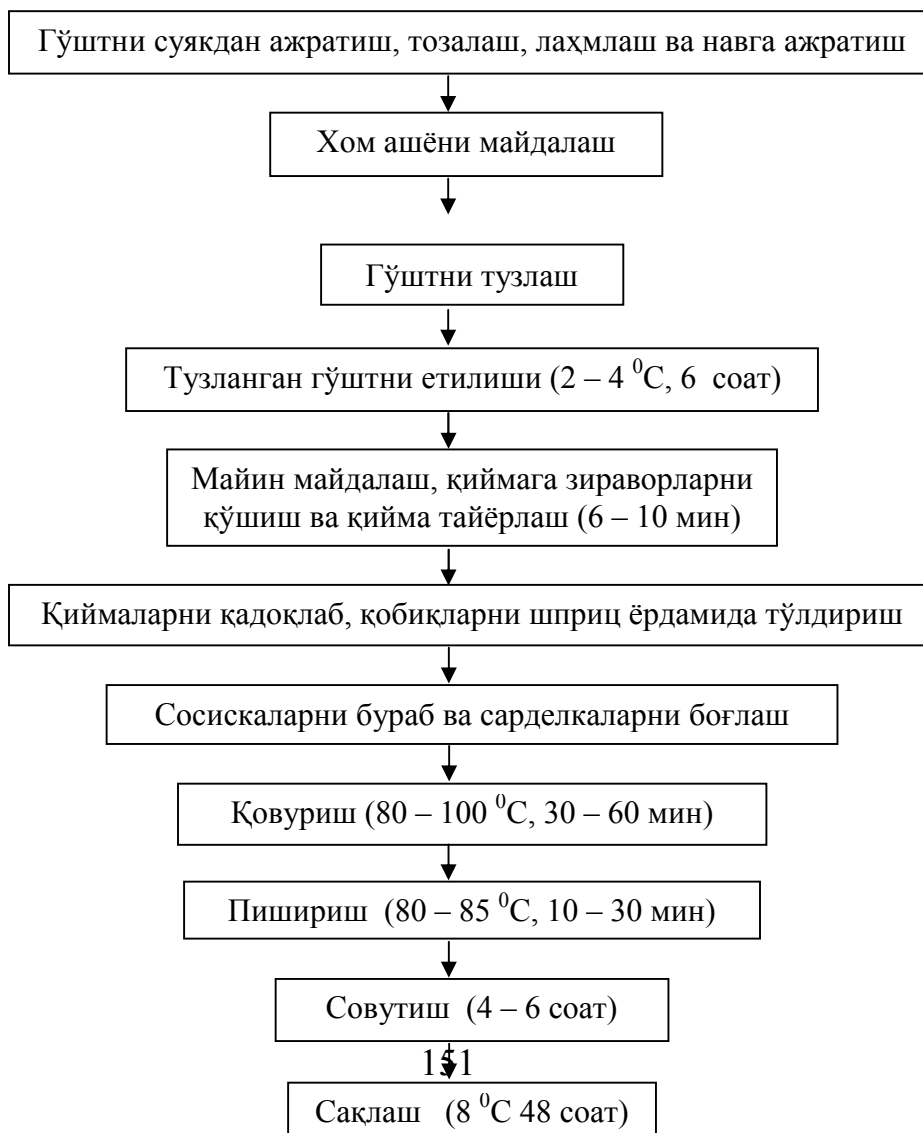 Гўштни суякдан ажратиш, тозалаш, лаҳмлаш ва навга ажратиш
Хом ашёни майдалаш
Гўштни тузлаш
Тузланган гўштни етилиши (2 – 4 ⁰С, 6 соат)
Майин майдалаш, қиймага зираворларни
қўшиш ва қийма тайёрлаш (6 – 10 мин)
Қиймаларни қадоқлаб, қобиқларни шприц ёрдамида тўлдириш
Сосискаларни бураб ва сарделкаларни боғлаш
Қовуриш (80 – 100 ⁰С, 30 – 60 мин)
Пишириш (80 – 85 ⁰С, 10 – 30 мин)
Совутиш (4 – 6 соат)
151
Сақлаш (8 ⁰С 48 соат)